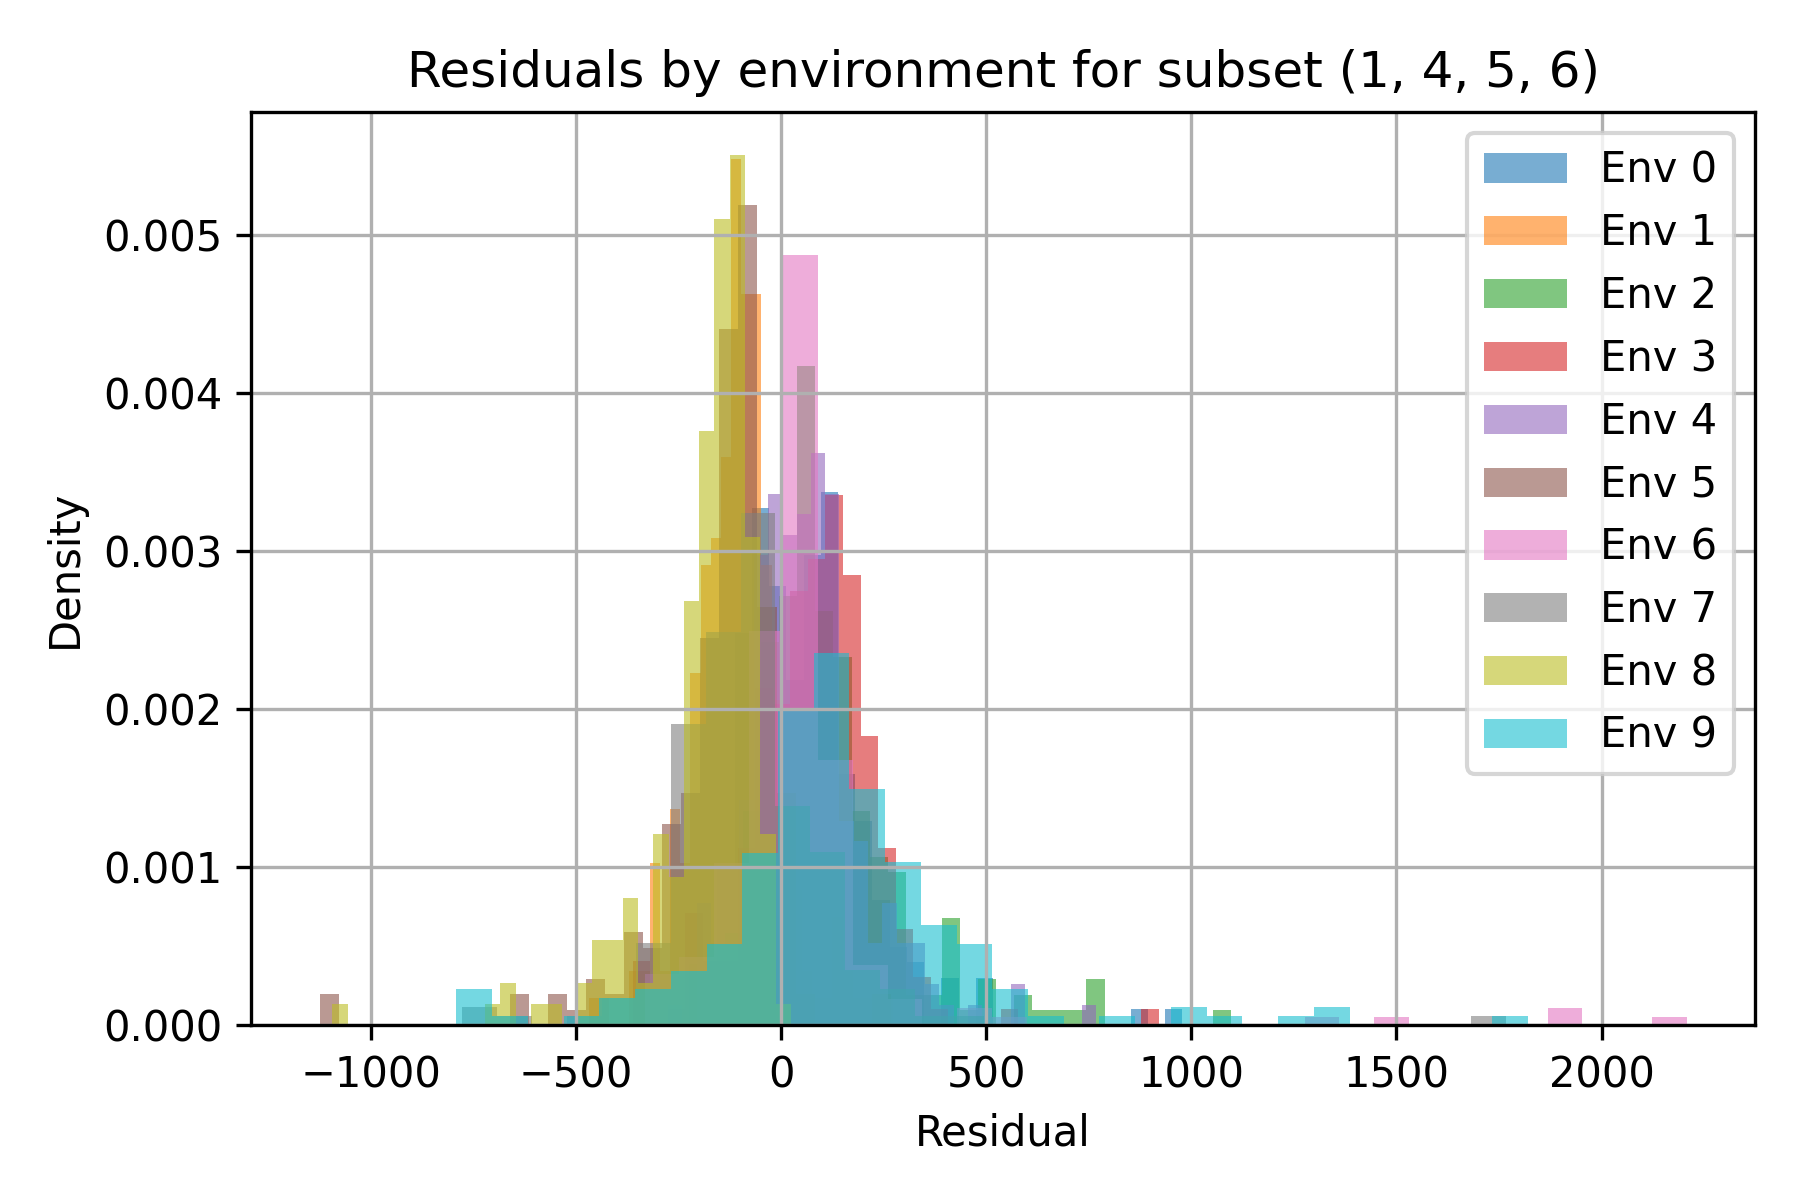 Residuals by environment for subset (1, 4, 5, 6)
Env 0
Env 1
Env 2
Env 3
Env 4
Env 5
Env 6
Env 7
Env 8
Env 9
Density
0.005
0.004
0.003
0.002
0.001
0.000
−1000 −500 0 500 1000 1500 2000
Residual